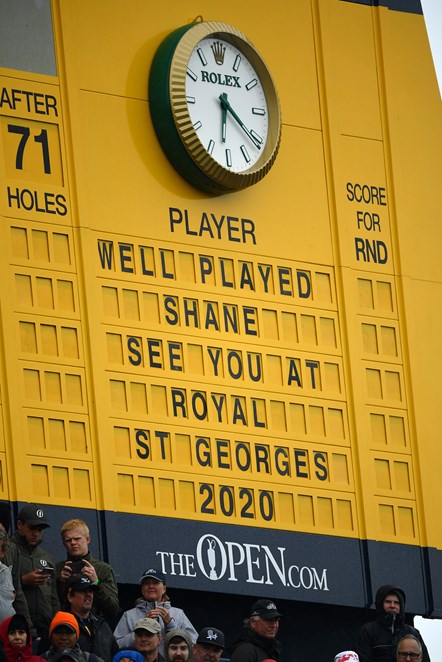 ROLEX
AFTER
71
HOLES
PLAYER
SCORE
FOR
RND
WELL PLAYED
SHANE
SEE YOU AT
ROYAL
ST GEORGES
2020
THE OPEN.COM